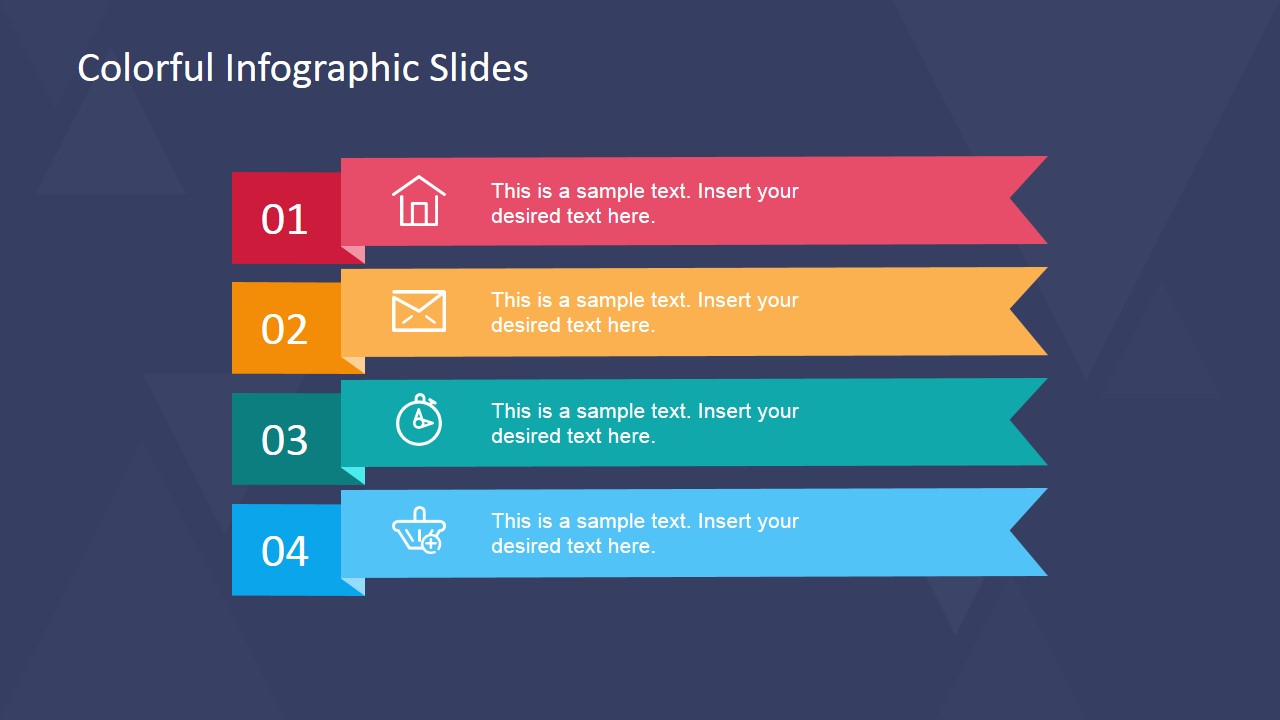 Colorful Infographic Slides
01
This is a sample text. Insert your
desired text here.
02
This is a sample text. Insert your
desired text here.
03
This is a sample text. Insert your
desired text here.
04
This is a sample text. Insert your
desired text here.